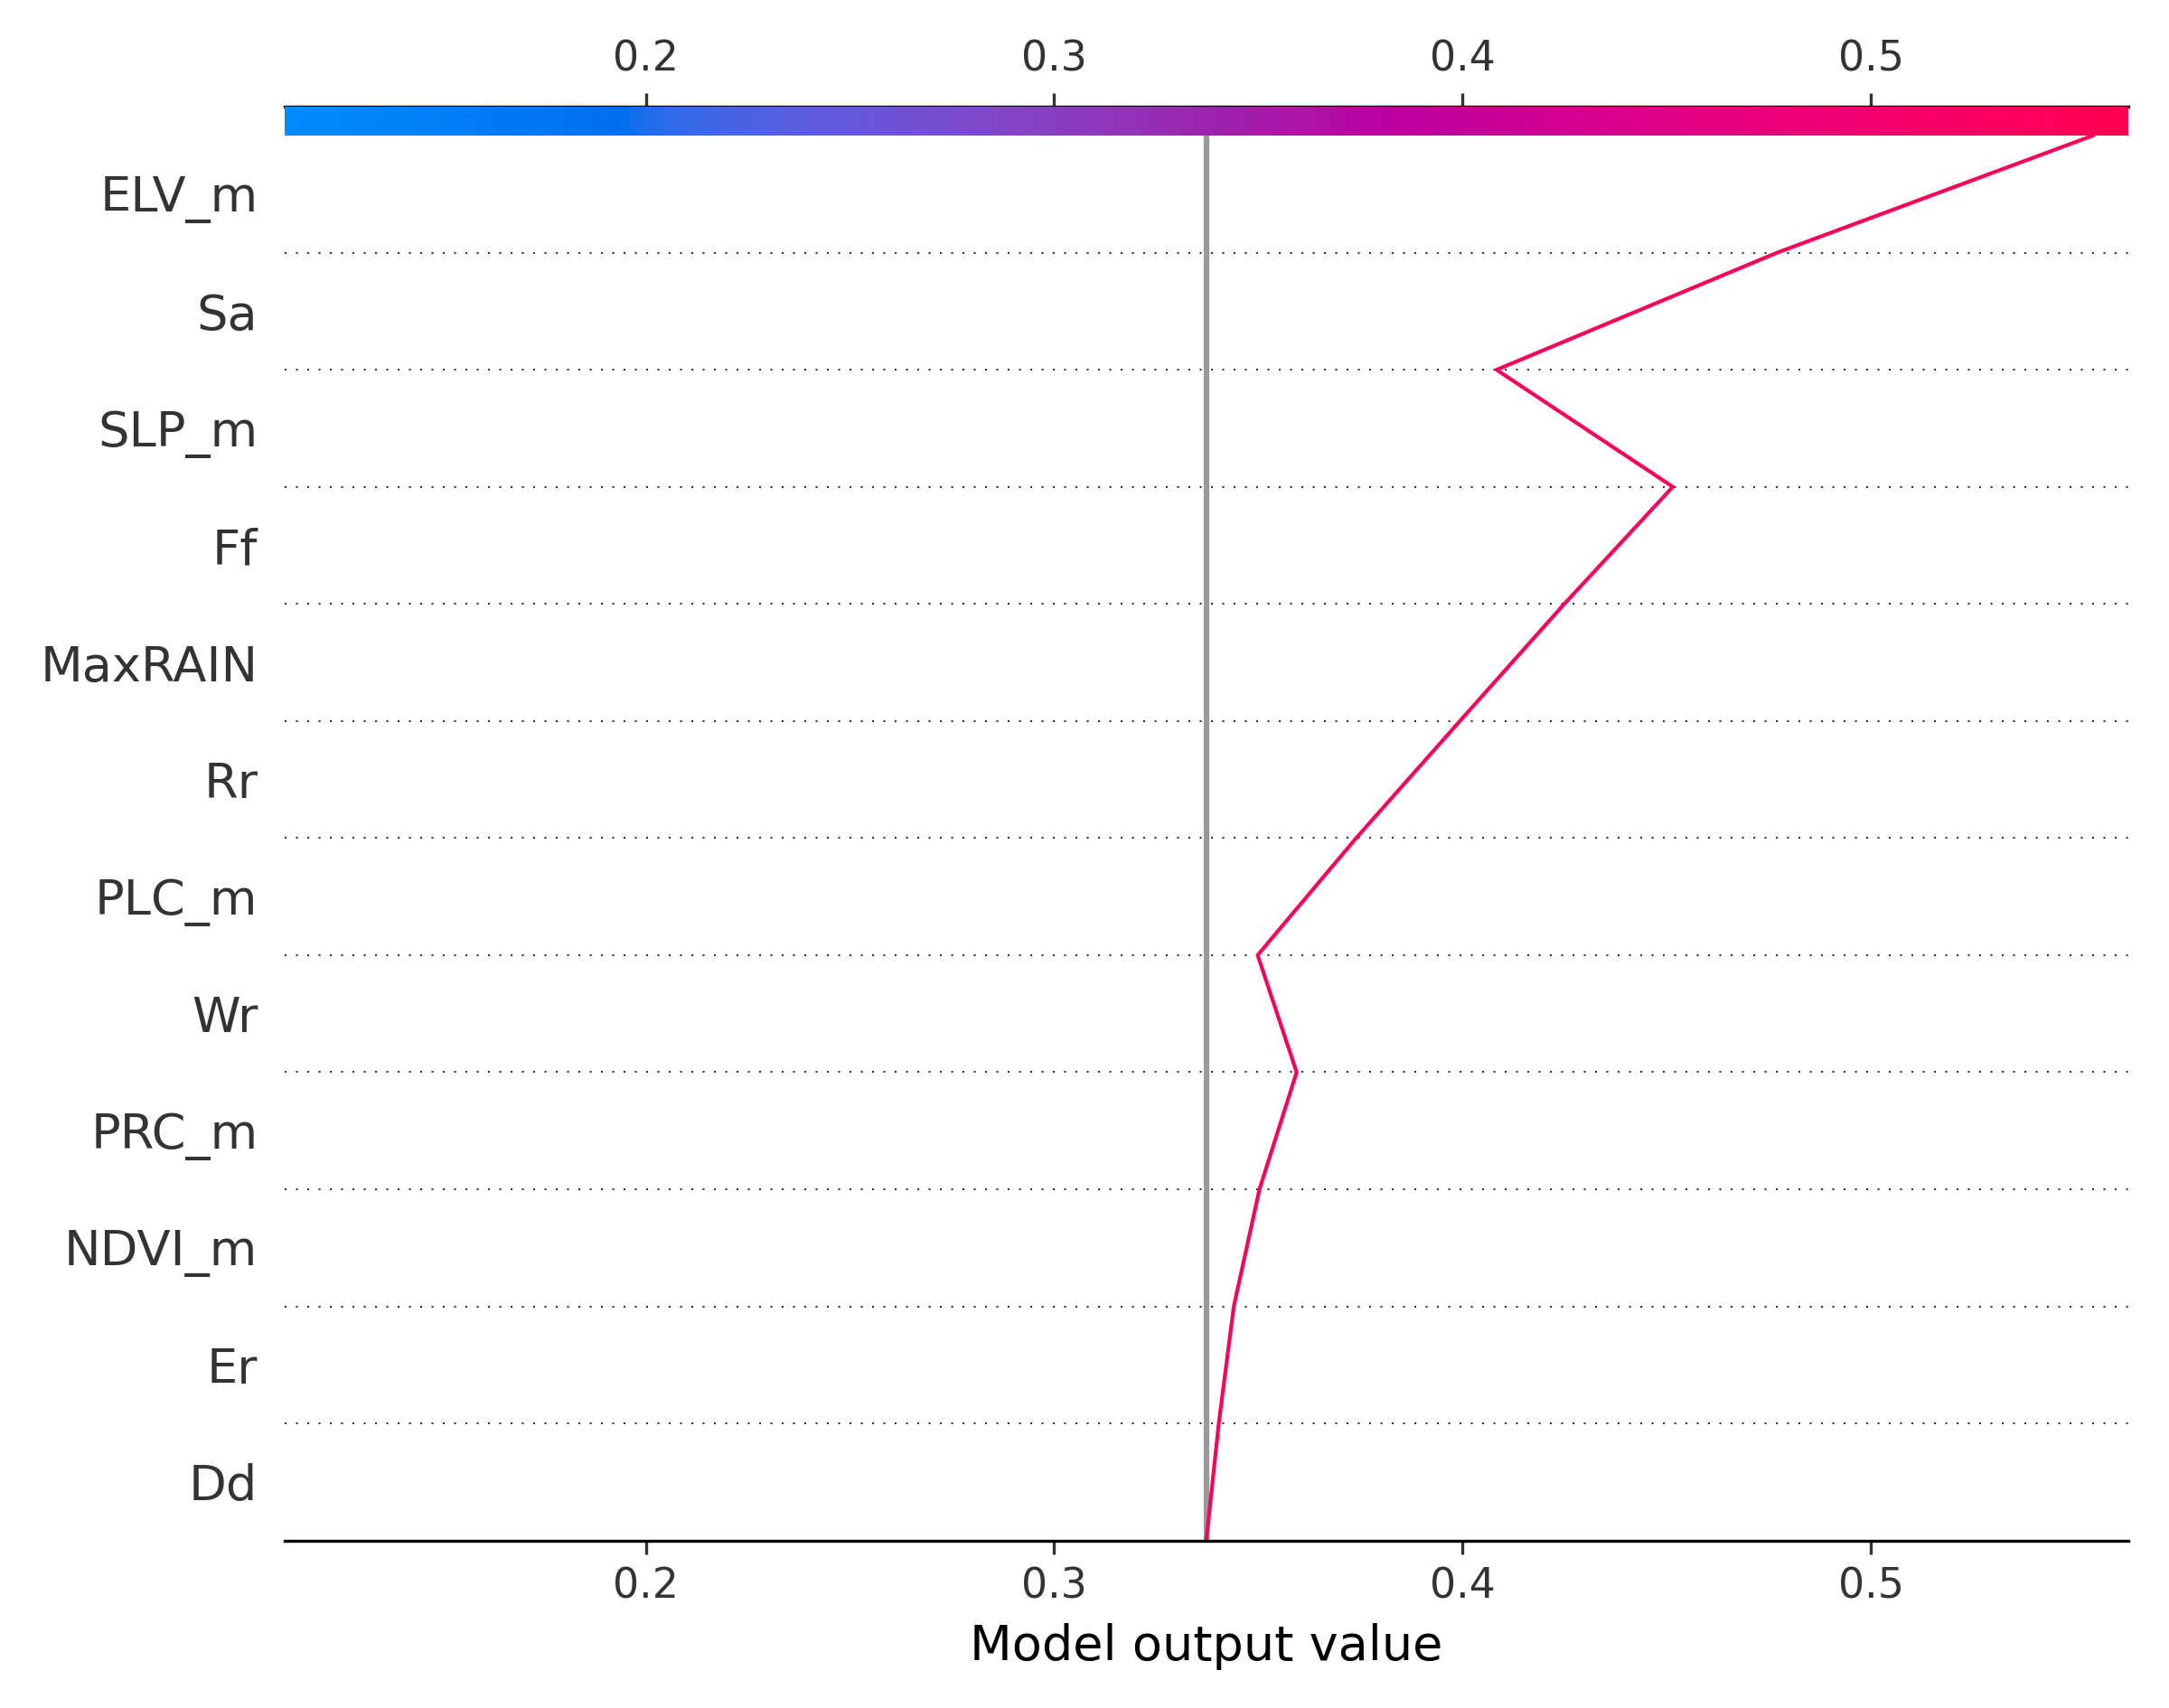 0.2 0.3 0.4 0.5
ELV_m
Sa
SLP_m
Ff
MaxRAIN
Rr
PLC_m
Wr
PRC_m
NDVI_m
Er
Dd
0.2 0.3 0.4 0.5
Model output value